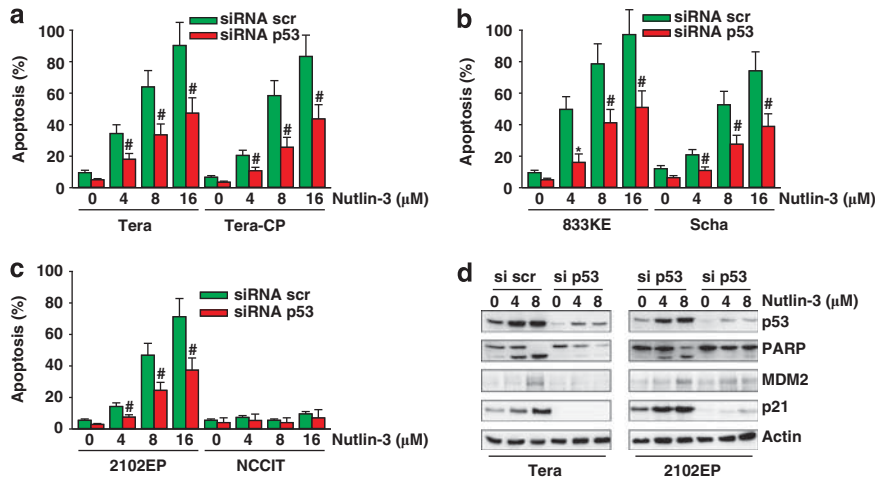 a
siRNA scr
siRNA p53
Apoptosis (%)
100
80
60
40
20
0
# # # # # #
0 4 8 16 0 4 8 16 Nutlin-3 (μM)
Tera Tera-CP
b
siRNA scr
siRNA p53
Apoptosis (%)
100
80
60
40
20
0
* # # # # #
0 4 8 16 0 4 8 16 Nutlin-3 (μM)
833KE Scha
c
siRNA scr
siRNA p53
Apoptosis (%)
100
80
60
40
20
0
# # #
0 4 8 16 0 4 8 16 Nutlin-3 (μM)
2102EP NCCIT
d
si scr si p53 si p53 si p53
0 4 8 0 4 8 0 4 8 0 4 8 Nutlin-3 (μM)
p53
PARP
MDM2
p21
Actin
Tera 2102EP